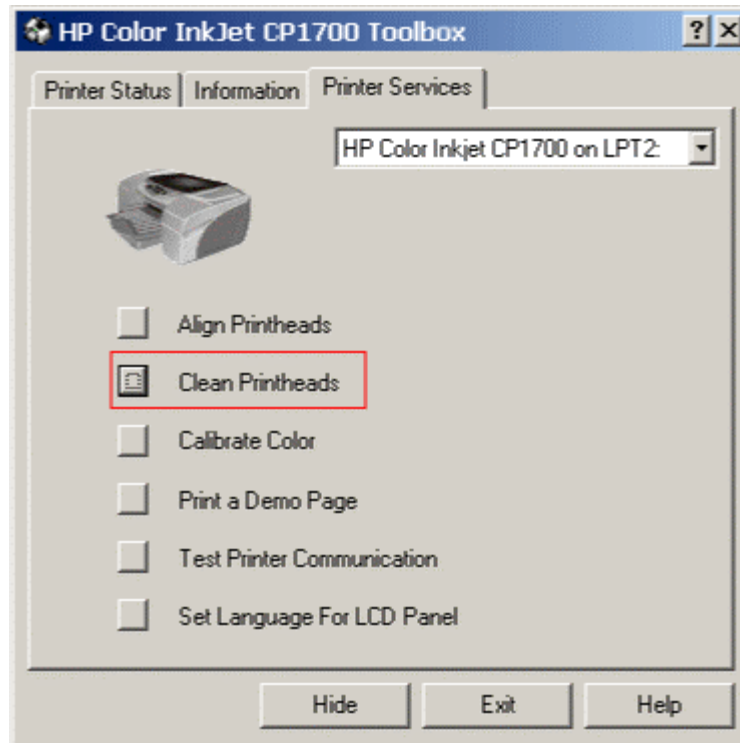 HP Color InkJet CP1700 Toolbox
Printer Status Information Printer Services
HP Color Inkjet CP1700 on LPT2:
Align Printheads
Clean Printheads
Calibrate Color
Print a Demo Page
Test Printer Communication
Set Language For LCD Panel
Hide Exit Help